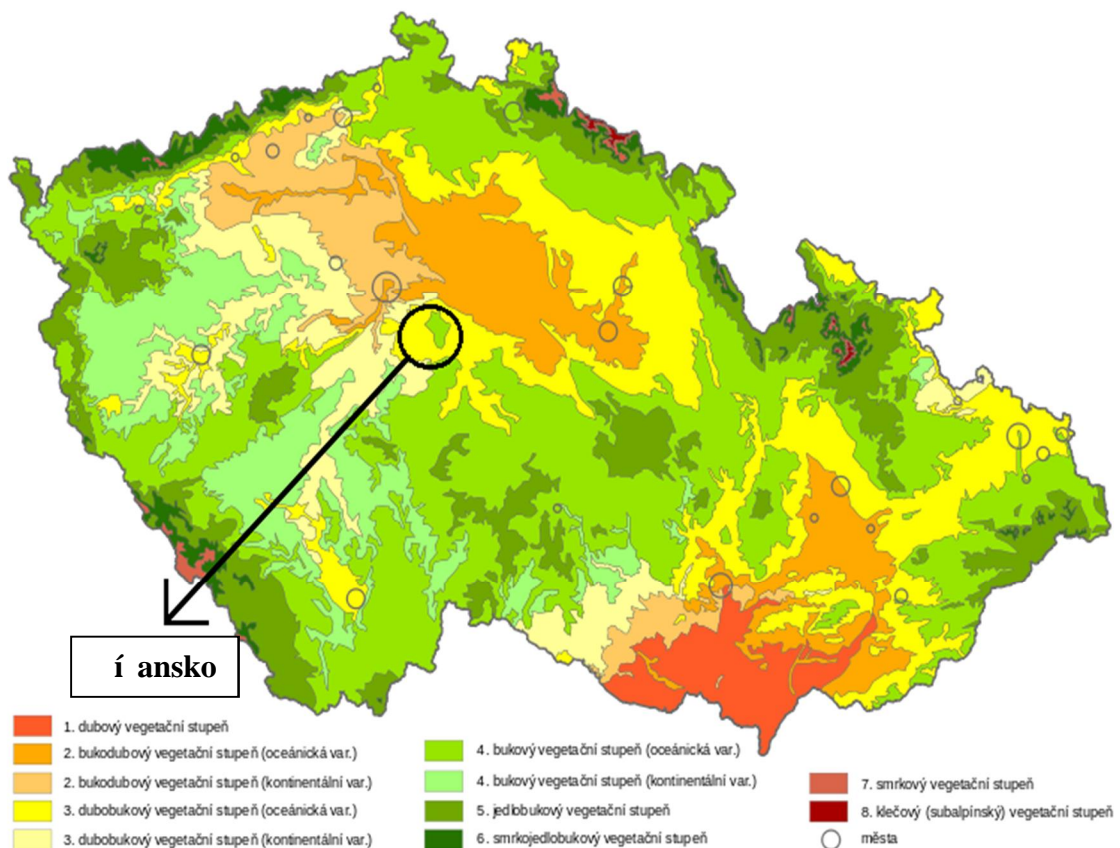 í ansko
1. dubový vegetační stupeň
2. bukodubový vegetační stupeň (oceánická var.)
2. bukodubový vegetační stupeň (kontinentální var.)
3. dubobukový vegetační stupeň (oceánická var.)
3. dubobukový vegetační stupeň (kontinentální var.)
4. bukový vegetační stupeň (oceánická var.)
4. bukový vegetační stupeň (kontinentální var.)
5. jedlobukový vegetační stupeň
6. smrkojedlobukový vegetační stupeň
7. smrkový vegetační stupeň
8. klečový (subalpínský) vegetační stupeň
města